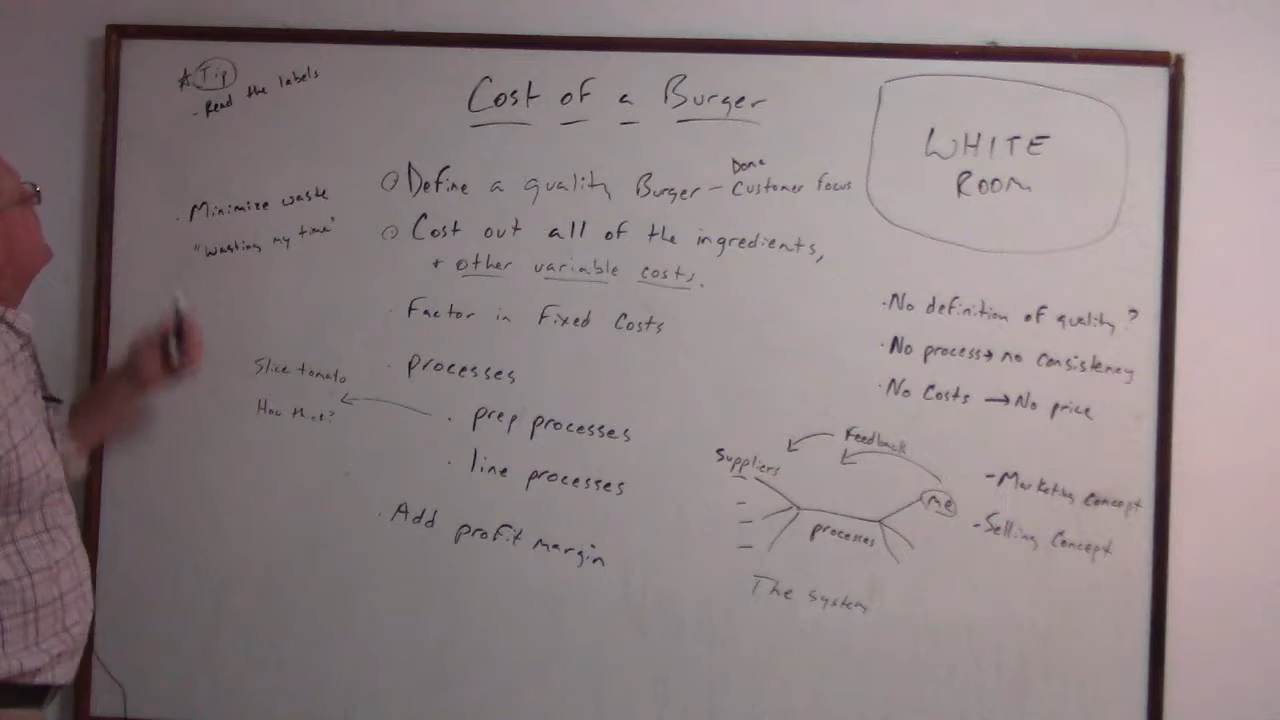 * Tip
- Read the labels
Cost of a Burger
WHITE
ROOM
Done
Define a quality Burger - Customer focus
Cost out all of the ingredients,
+ other variable costs.
. Factor in Fixed Costs
. processes
. prep processes
. line processes
. Add profit margin
. Minimize waste
"wasting my time"
Slice tomato
How thick?
. No definition of quality?
. No process → no consistency
. No Costs → No price
Feedback
Suppliers
me
processes
The system
- Marketing Concept
- Selling Concept